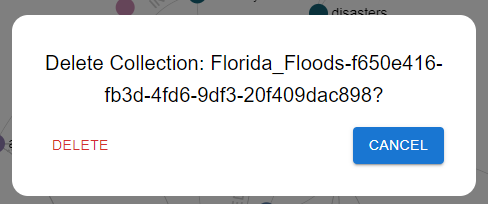 disasters
Delete Collection: Florida_Floods-f650e416-
fb3d-4fd6-9df3-20f409dac898?
DELETE
CANCEL